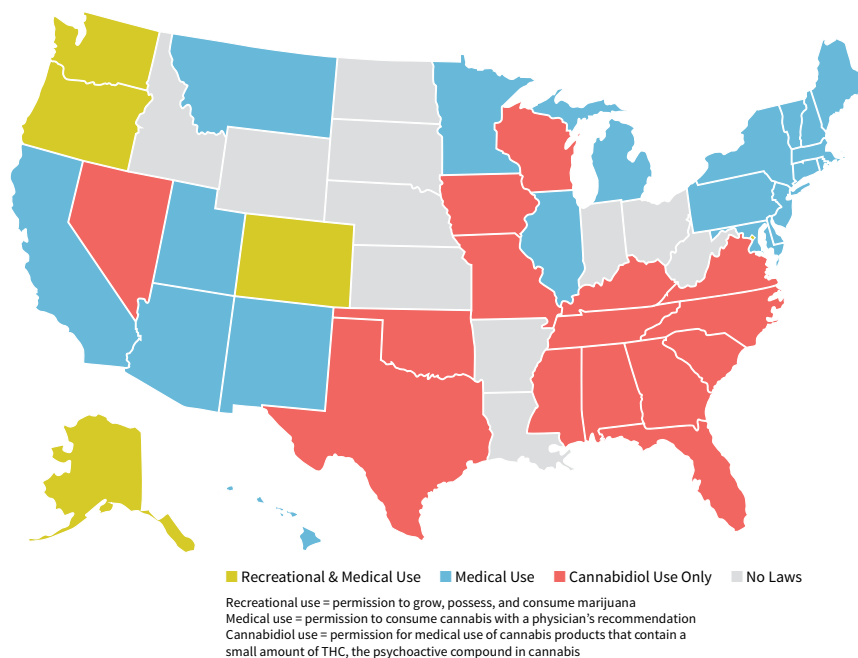 Recreational & Medical Use Medical Use Cannabidiol Use Only No Laws
Recreational use = permission to grow, possess, and consume marijuana
Medical use = permission to consume cannabis with a physician's recommendation
Cannabidiol use = permission for medical use of cannabis products that contain a
small amount of THC, the psychoactive compound in cannabis